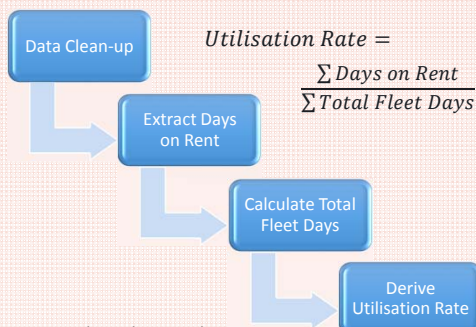 Data Clean-up
Utilisation Rate =
∑ Days on Rent
∑ Total Fleet Days
Extract Days
on Rent
Calculate Total
Fleet Days
Derive
Utilisation Rate